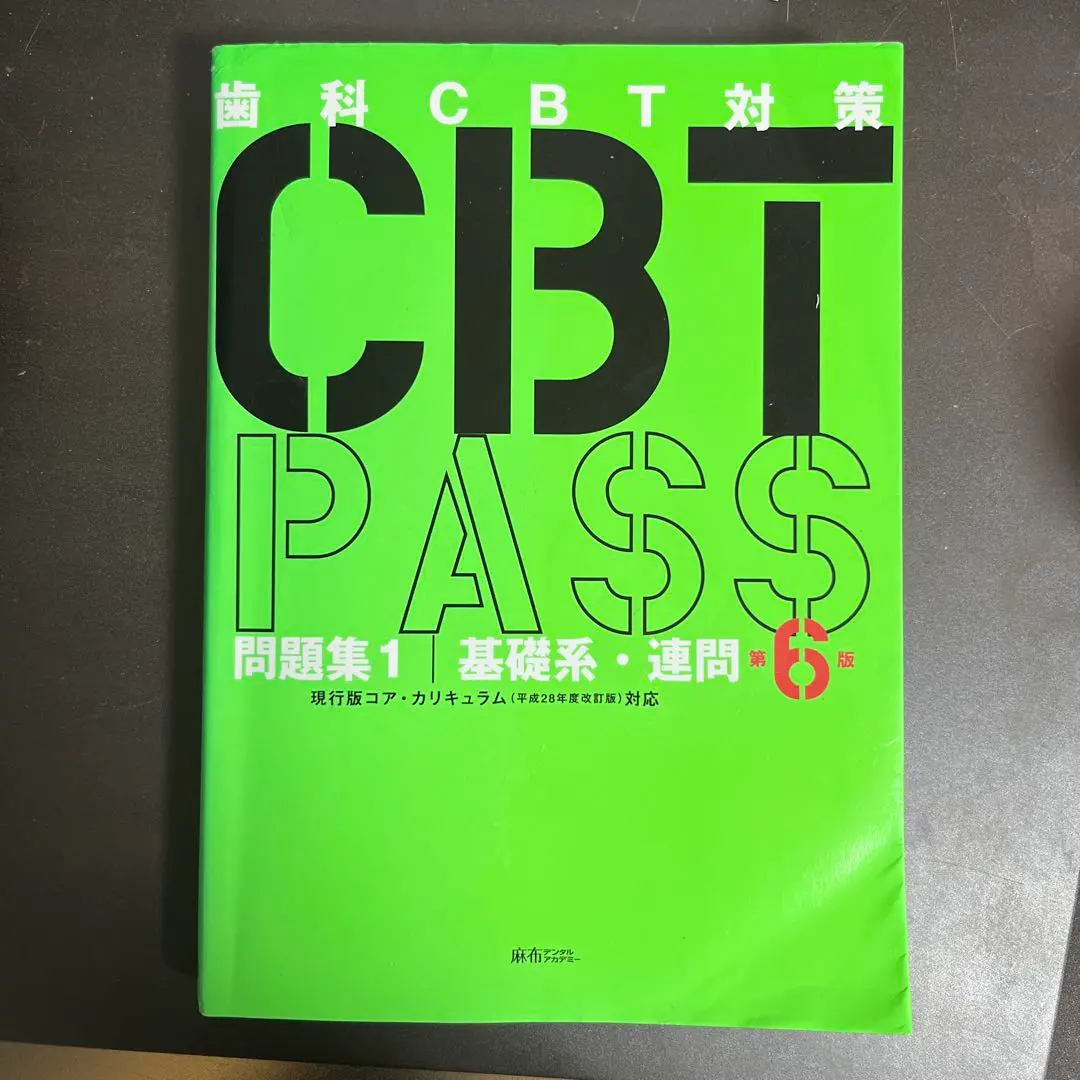 歯科CBT対策
CBT
PASS
問題集1 基礎系・連問 第6版
現行版コア・カリキュラム(平成28年度改訂版)対応
麻布デンタルアカデミー